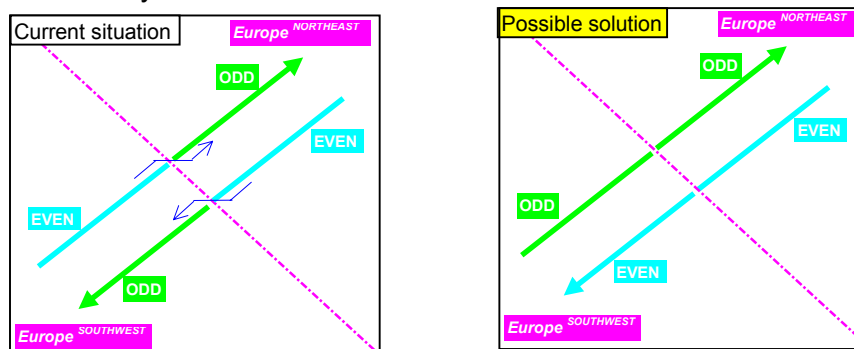 Current situation
Europe NORTHEAST
ODD
EVEN
EVEN
ODD
Europe SOUTHWEST
Possible solution
Europe NORTHEAST
ODD
EVEN
ODD
EVEN
Europe SOUTHWEST